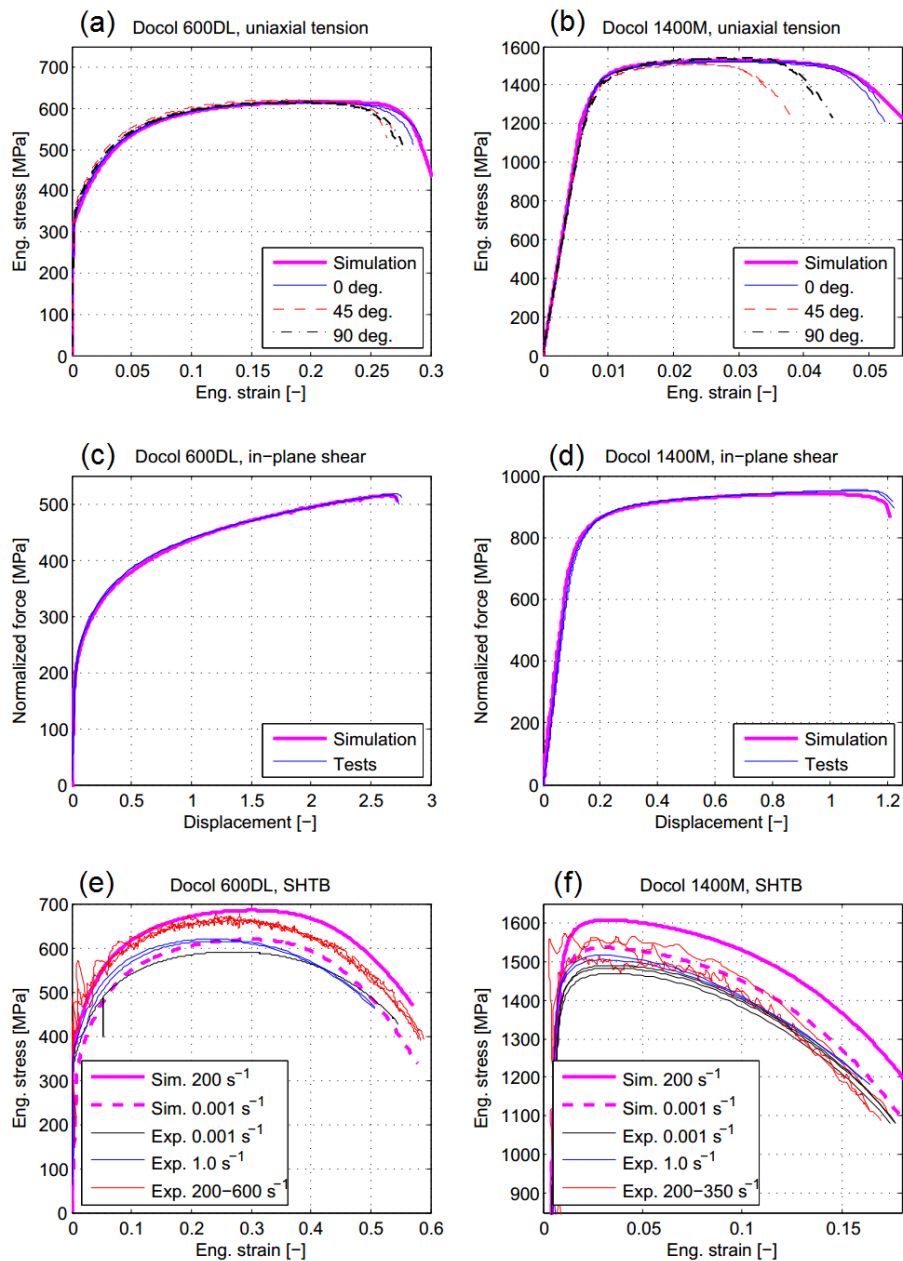 (a) Docol 600DL, uniaxial tension
700
600
500
400
300
200
100
0
Eng. stress [MPa]
Simulation
0 deg.
45 deg.
90 deg.
0 0.05 0.1 0.15 0.2 0.25 0.3
Eng. strain [−]
(b) Docol 1400M, uniaxial tension
1600
1400
1200
1000
800
600
1600
1400
1200
0
Eng. stress [MPa]
Simulation
0 deg.
45 deg.
90 deg.
0 0.01 0.02 0.03 0.04 0.05
Eng. strain [−]
(c) Docol 600DL, in-plane shear
500
400
300
200
100
0
Normalized force [MPa]
Simulation
Tests
0 0.5 1 1.5 2 2.5 3
Displacement [−]
(d) Docol 1400M, in-plane shear
1000
800
600
400
200
0
Normalized force [MPa]
Simulation
Tests
0 0.2 0.4 0.6 0.8 1 1.2
Displacement [−]
(e) Docol 600DL, SHTB
700
600
500
400
300
200
100
0
Eng. stress [MPa]
Sim. 200 s⁻¹
Sim. 0.001 s⁻¹
Exp. 0.001 s⁻¹
Exp. 1.0 s⁻¹
Exp. 200−600 s⁻¹
0 0.1 0.2 0.3 0.4 0.5 0.6
Eng. strain [−]
(f) Docol 1400M, SHTB
1600
1500
1400
1300
1200
1100
1000
900
Eng. stress [MPa]
Sim. 200 s⁻¹
Sim. 0.001 s⁻¹
Exp. 0.001 s⁻¹
Exp. 1.0 s⁻¹
Exp. 200−350 s⁻¹
0 0.05 0.1 0.15
Eng. strain [−]